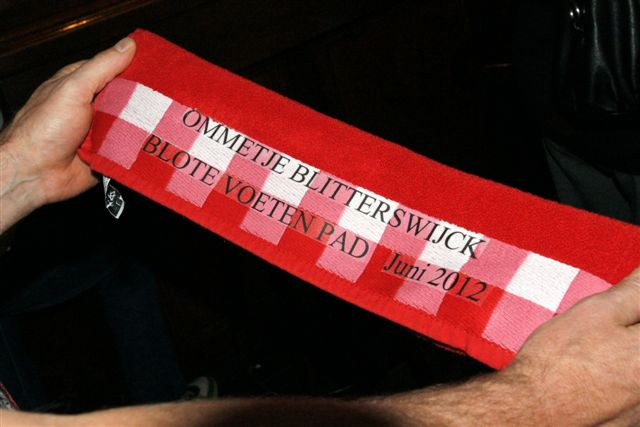 OMMETJE BLITTERSWIJCK
BLOTE VOETEN PAD Juni 2012